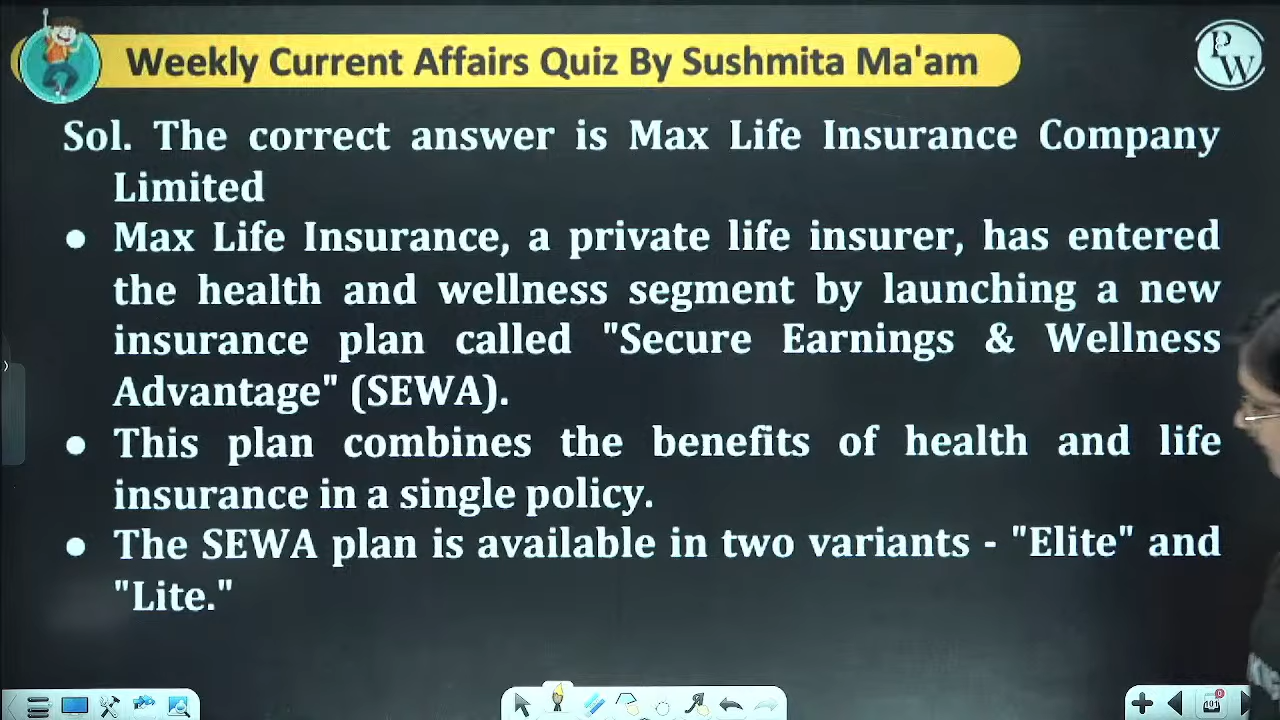 Weekly Current Affairs Quiz By Sushmita Ma'am
PW
Sol. The correct answer is Max Life Insurance Company
Limited
● Max Life Insurance, a private life insurer, has entered
the health and wellness segment by launching a new
insurance plan called "Secure Earnings & Wellness
Advantage" (SEWA).
● This plan combines the benefits of health and life
insurance in a single policy.
● The SEWA plan is available in two variants - "Elite" and
"Lite."